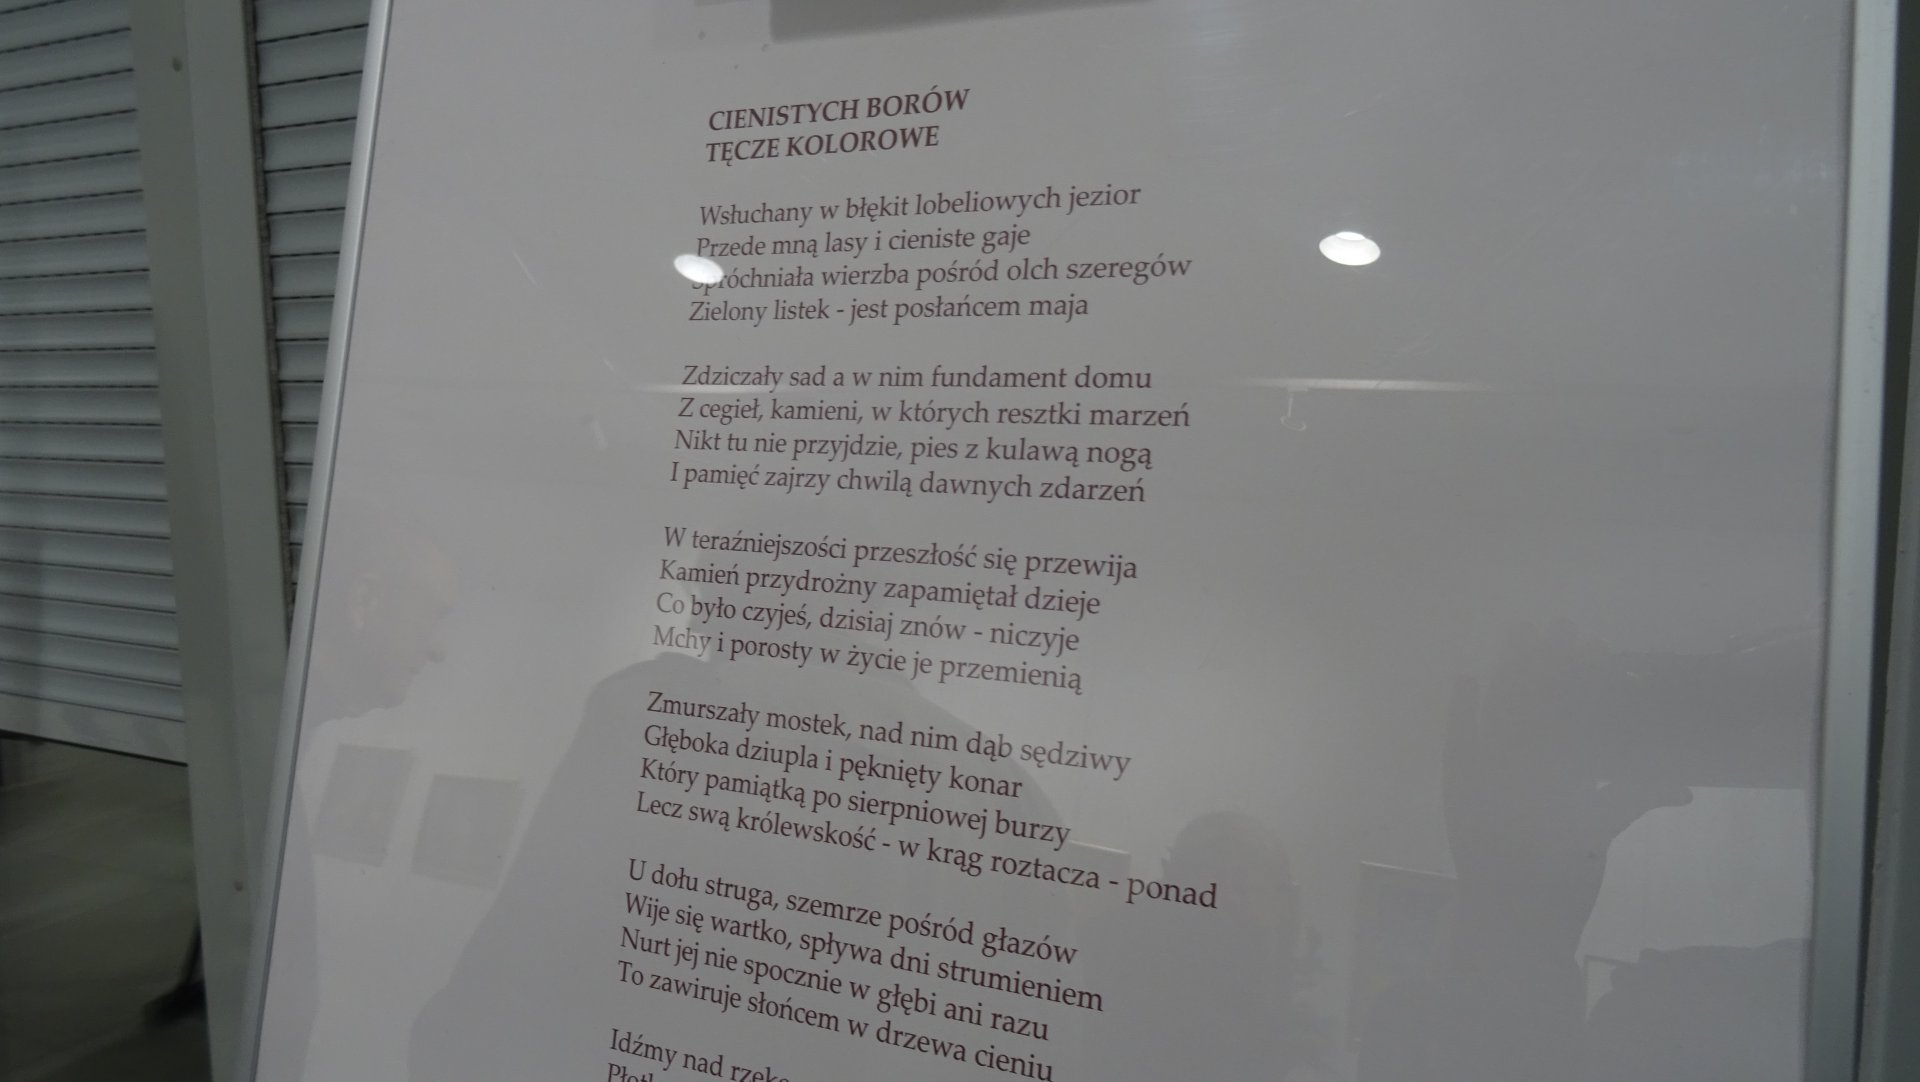 CIENISTYCH BORÓW
TĘCZE KOLOROWE
Wsłuchany w błękit lobeliowych jezior
Przede mną lasy i cieniste gaje
Spróchniała wierzba pośród olch szeregów
Zielony listek - jest posłańcem maja
Zdziczały sad a w nim fundament domu
Z cegieł, kamieni, w których resztki marzeń
Nikt tu nie przyjdzie, pies z kulawą nogą
I pamięć zajrzy chwilą dawnych zdarzeń
W teraźniejszości przeszłość się przewija
Kamień przydrożny zapamiętał dzieje
Co było czyjeś, dzisiaj znów - niczyje
Mchy i porosty w życie je przemienią
Zmurszały mostek, nad nim dąb sędziwy
Głęboka dziupla i pęknięty konar
Który pamiątką po sierpniowej burzy
Lecz swą królewskość - w krąg roztacza - ponad
U dołu struga, szemrze pośród głazów
Wije się wartko, spływa dni strumieniem
Nurt jej nie spocznie w głębi ani razu
To zawiruje słońcem w drzewa cieniu
Idźmy nad